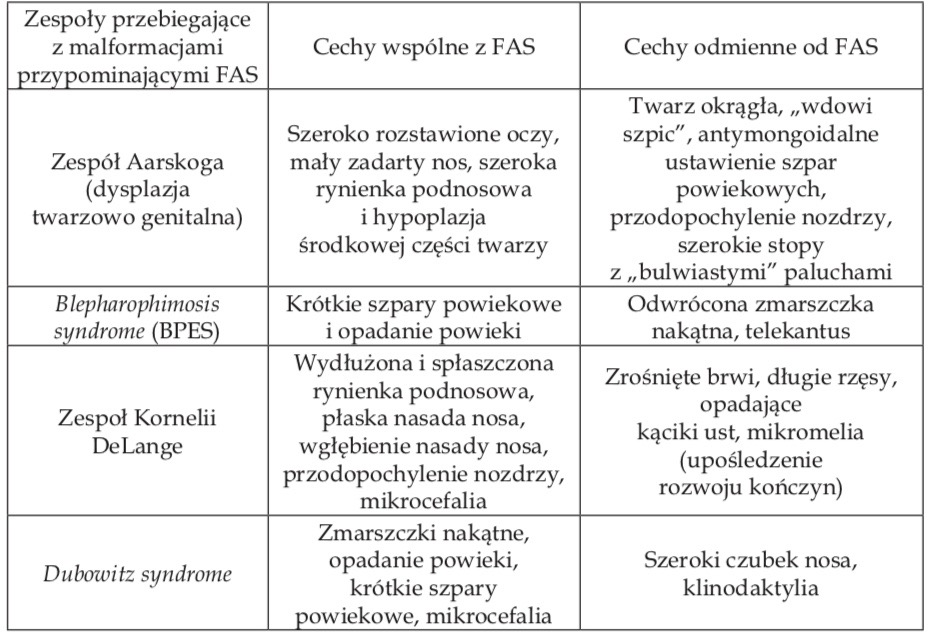 Zespoły przebiegające
z malformacjami
przypominającymi FAS
Cechy wspólne z FAS
Cechy odmienne od FAS
Zespół Aarskoga
(dysplazja
twarzowo genitalna)
Szeroko rozstawione oczy,
mały zadarty nos, szeroka
rynienka podnosowa
i hypoplazja
środkowej części twarzy
Twarz okrągła, „wdowi
szpic”, antymongoidalne
ustawienie szpar
powiekowych,
przodopochylenie nozdrzy,
szerokie stopy
z „bulwiastymi” paluchami
Blepharophimosis
syndrome (BPES)
Krótkie szpary powiekowe
i opadanie powieki
Odwrócona zmarszczka
nakątna, telekantus
Zespoł Kornelii
DeLange
Wydłużona i spłaszczona
rynienka podnosowa,
płaska nasada nosa,
wgłębienie nasady nosa,
przodopochylenie nozdrzy,
mikrocefalia
Zrośnięte brwi, długie rzęsy,
opadające
kąciki ust, mikromelia
(upośledzenie
rozwoju kończyn)
Dubowitz syndrome
Zmarszczki nakątne,
opadanie powieki,
krótkie szpary
powiekowe, mikrocefalia
Szeroki czubek nosa,
klinodaktylia